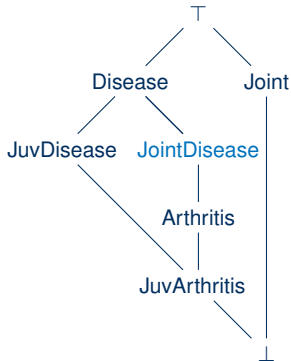 ⊤
Disease Joint
JuvDisease JointDisease
Arthritis
JuvArthritis
⊥